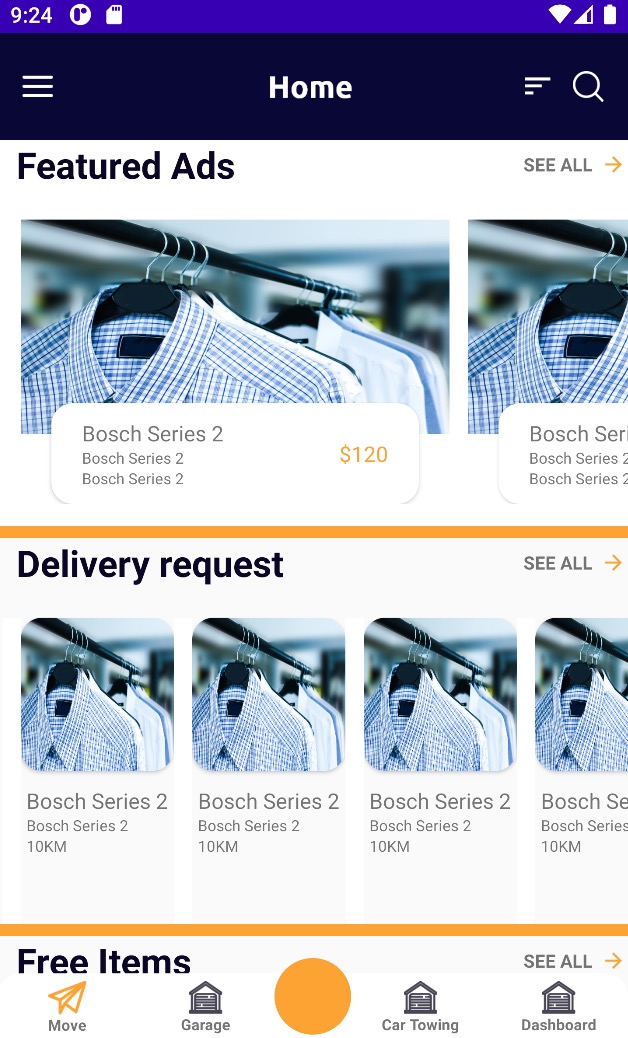 9:24
Home
Featured Ads
SEE ALL
Bosch Series 2
Bosch Series 2
Bosch Series 2
$120
Bosch Seri
Bosch Series 2
Bosch Series 2
Delivery request
SEE ALL
Bosch Series 2
Bosch Series 2
10KM
Bosch Series 2
Bosch Series 2
10KM
Bosch Series 2
Bosch Series 2
10KM
Bosch Se
Bosch Series
10KM
Free Items
SEE ALL
Move
Garage
Car Towing
Dashboard